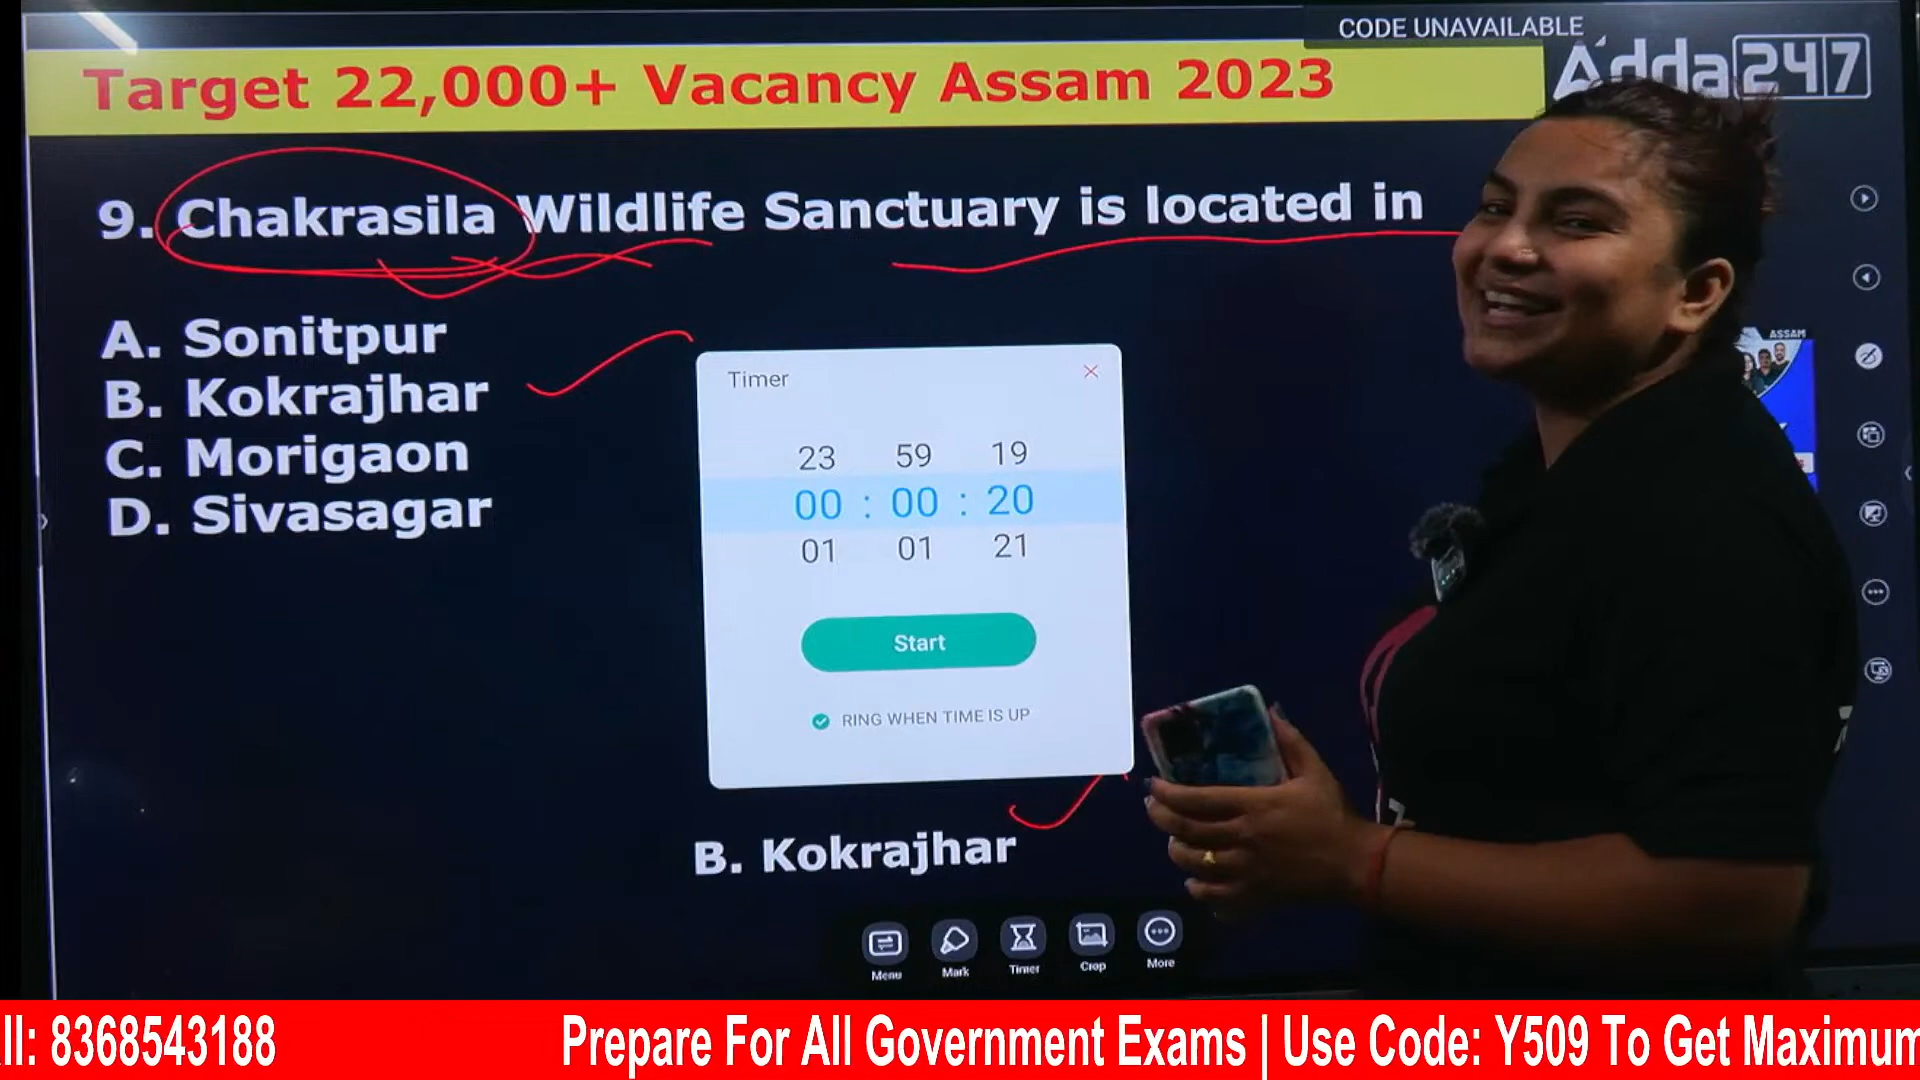 CODE UNAVAILABLE
Target 22,000+ Vacancy Assam 2023
Adda247
9. Chakrasila Wildlife Sanctuary is located in
A. Sonitpur
B. Kokrajhar
C. Morigaon
D. Sivasagar
ASSAM
Timer
23 59 19
00 : 00 : 20
01 01 21
Start
RING WHEN TIME IS UP
B. Kokrajhar
Menu Mark Timer Crop More
ll: 8368543188 Prepare For All Government Exams | Use Code: Y509 To Get Maximum